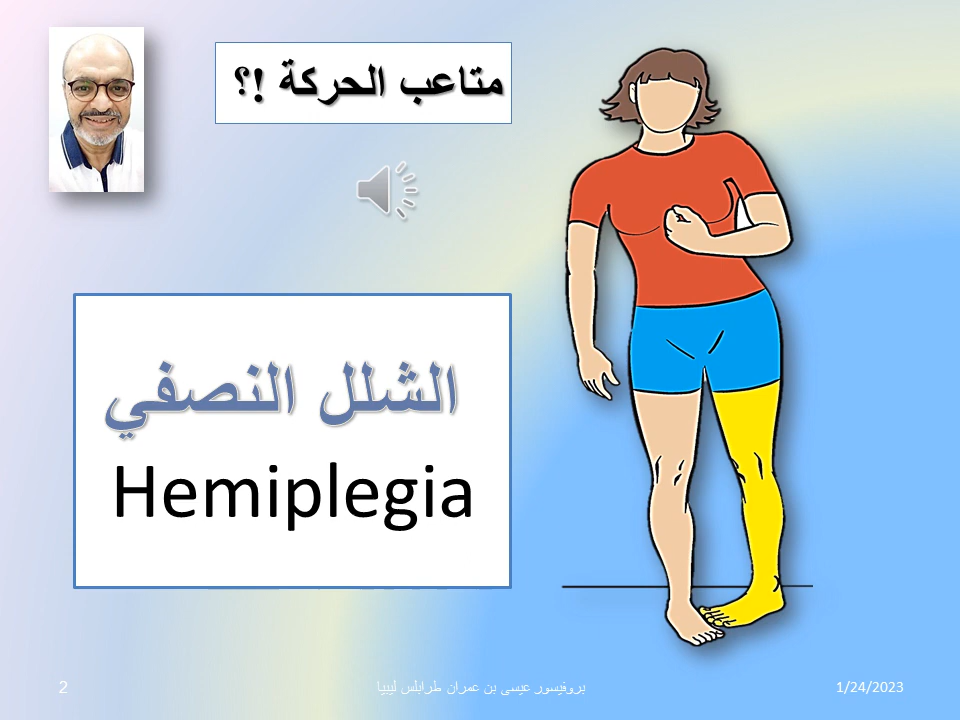 متاعب الحركة !؟
الشلل النصفي
Hemiplegia
2
بروفيسور عيسى بن عمران طرابلس ليبيا
1/24/2023